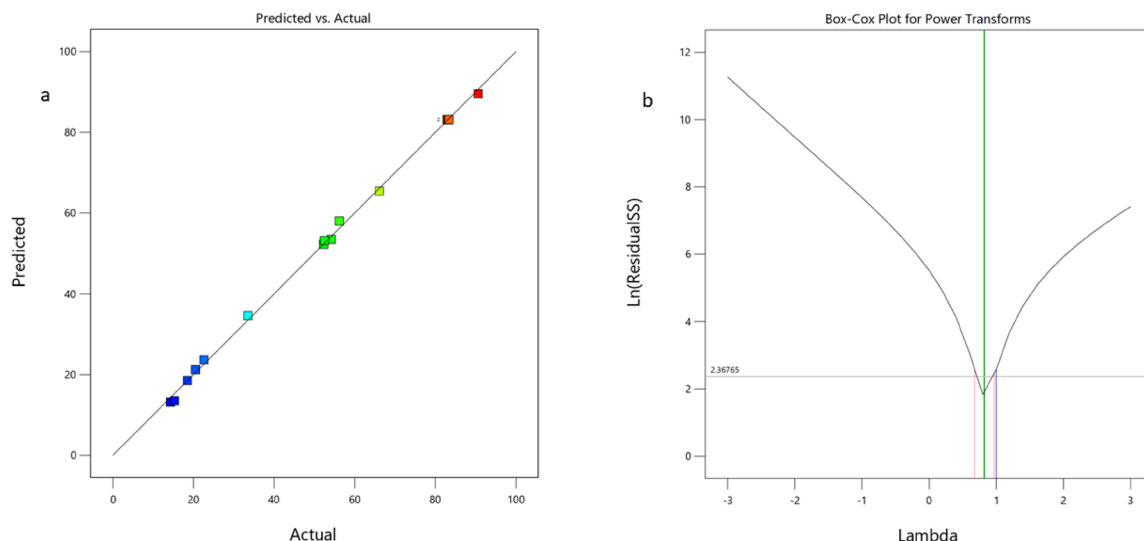 Predicted vs. Actual
a
100
80
60
40
20
0
0 20 40 60 80 100
2
Predicted
Actual
Box-Cox Plot for Power Transforms
b
12
10
8
6
4
2
0
2.36765
-3 -2 -1 0 1 2 3
Ln(ResidualSS)
Lambda